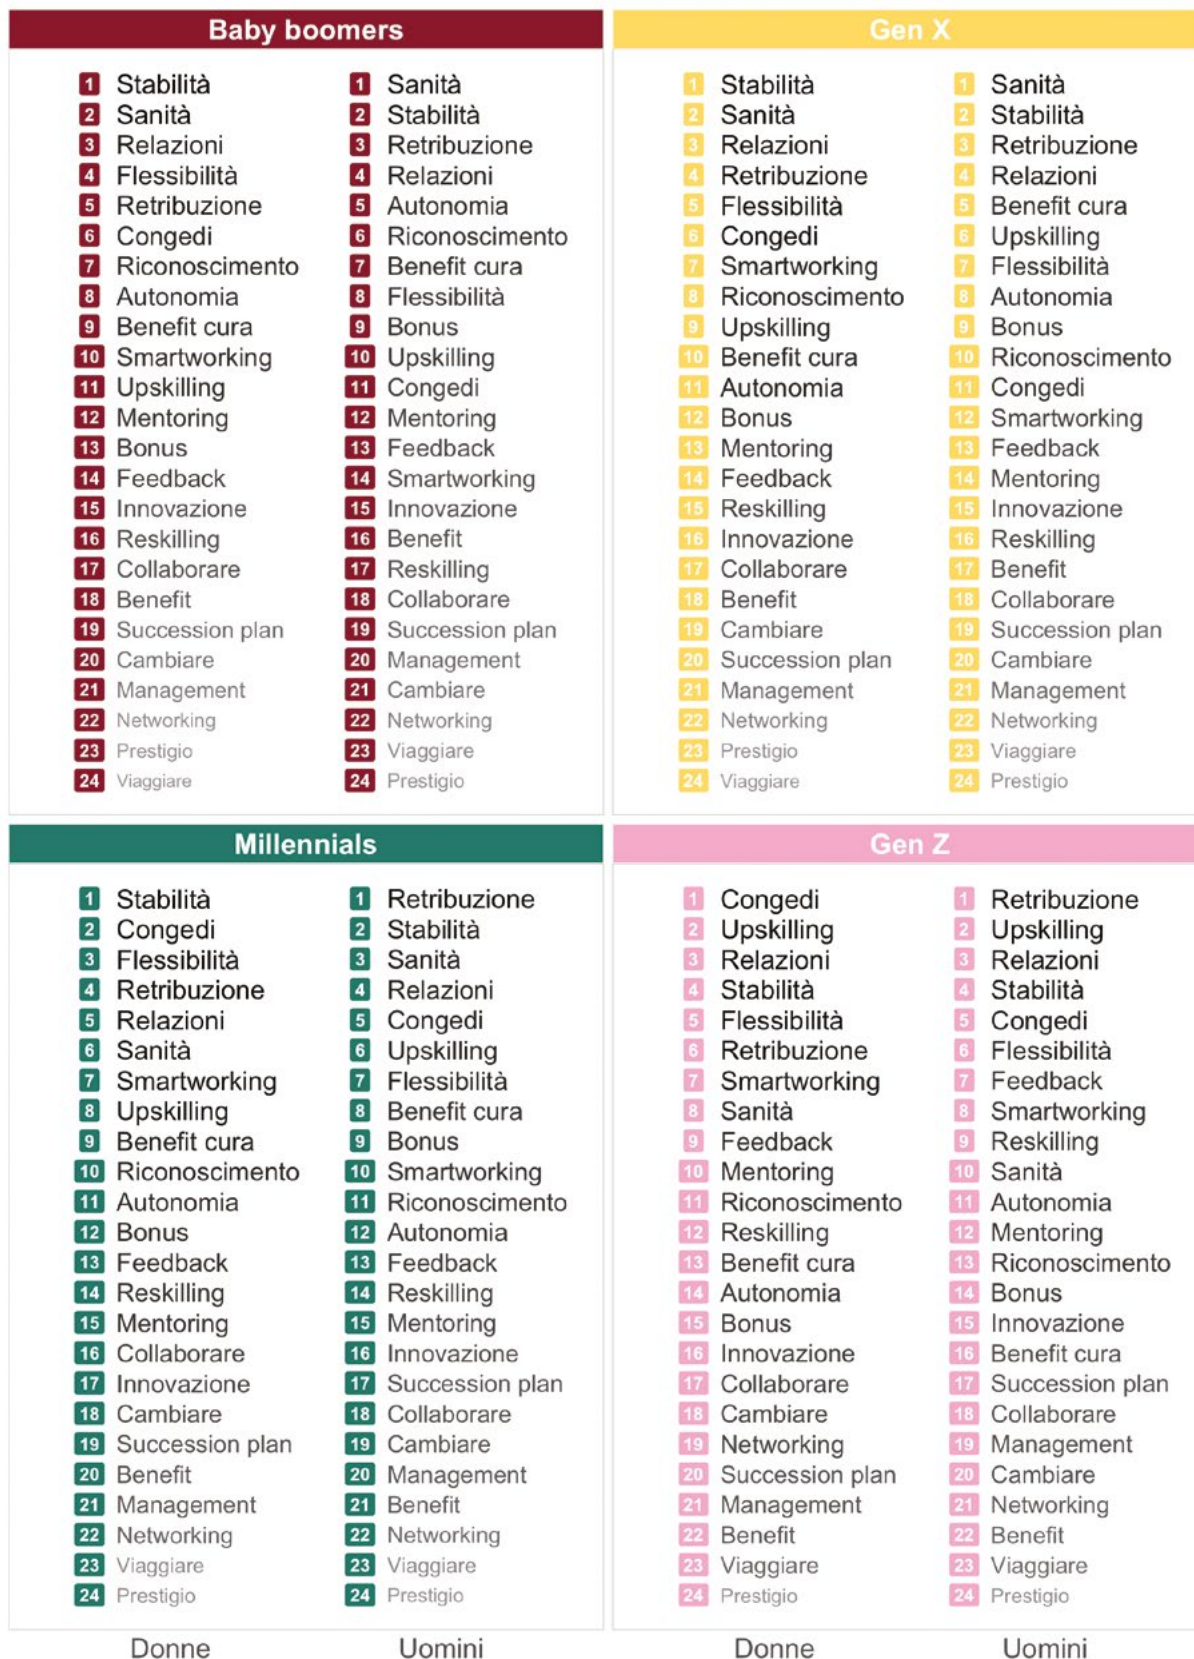 Baby boomers
1 Stabilità
2 Sanità
3 Relazioni
4 Flessibilità
5 Retribuzione
6 Congedi
7 Riconoscimento
8 Autonomia
9 Benefit cura
10 Smartworking
11 Upskilling
12 Mentoring
13 Bonus
14 Feedback
15 Innovazione
16 Reskilling
17 Collaborare
18 Benefit
19 Succession plan
20 Cambiare
21 Management
22 Networking
23 Prestigio
24 Viaggiare
1 Sanità
2 Stabilità
3 Retribuzione
4 Relazioni
5 Autonomia
6 Riconoscimento
7 Benefit cura
8 Flessibilità
9 Bonus
10 Upskilling
11 Congedi
12 Mentoring
13 Feedback
14 Smartworking
15 Innovazione
16 Benefit
17 Reskilling
18 Collaborare
19 Succession plan
20 Management
21 Cambiare
22 Networking
23 Viaggiare
24 Prestigio
Gen X
1 Stabilità
2 Sanità
3 Relazioni
4 Retribuzione
5 Flessibilità
6 Congedi
7 Smartworking
8 Riconoscimento
9 Upskilling
10 Benefit cura
11 Autonomia
12 Bonus
13 Mentoring
14 Feedback
15 Reskilling
16 Innovazione
17 Collaborare
18 Benefit
19 Cambiare
20 Succession plan
21 Management
22 Networking
23 Prestigio
24 Viaggiare
1 Sanità
2 Stabilità
3 Retribuzione
4 Relazioni
5 Benefit cura
6 Upskilling
7 Flessibilità
8 Autonomia
9 Bonus
10 Riconoscimento
11 Congedi
12 Smartworking
13 Feedback
14 Mentoring
15 Innovazione
16 Reskilling
17 Benefit
18 Collaborare
19 Succession plan
20 Cambiare
21 Management
22 Networking
23 Viaggiare
24 Prestigio
Millennials
1 Stabilità
2 Congedi
3 Flessibilità
4 Retribuzione
5 Relazioni
6 Sanità
7 Smartworking
8 Upskilling
9 Benefit cura
10 Riconoscimento
11 Autonomia
12 Bonus
13 Feedback
14 Reskilling
15 Mentoring
16 Collaborare
17 Innovazione
18 Cambiare
19 Succession plan
20 Benefit
21 Management
22 Networking
23 Viaggiare
24 Prestigio
Donne
1 Retribuzione
2 Stabilità
3 Sanità
4 Relazioni
5 Congedi
6 Upskilling
7 Flessibilità
8 Benefit cura
9 Bonus
10 Smartworking
11 Riconoscimento
12 Autonomia
13 Feedback
14 Reskilling
15 Mentoring
16 Innovazione
17 Succession plan
18 Collaborare
19 Cambiare
20 Management
21 Benefit
22 Networking
23 Viaggiare
24 Prestigio
Uomini
Gen Z
1 Congedi
2 Upskilling
3 Relazioni
4 Stabilità
5 Flessibilità
6 Retribuzione
7 Smartworking
8 Sanità
9 Feedback
10 Mentoring
11 Riconoscimento
12 Reskilling
13 Benefit cura
14 Autonomia
15 Bonus
16 Innovazione
17 Collaborare
18 Cambiare
19 Networking
20 Succession plan
21 Management
22 Benefit
23 Viaggiare
24 Prestigio
Donne
1 Retribuzione
2 Upskilling
3 Relazioni
4 Stabilità
5 Congedi
6 Flessibilità
7 Feedback
8 Smartworking
9 Reskilling
10 Sanità
11 Autonomia
12 Mentoring
13 Riconoscimento
14 Bonus
15 Innovazione
16 Benefit cura
17 Succession plan
18 Collaborare
19 Management
20 Cambiare
21 Networking
22 Benefit
23 Viaggiare
24 Prestigio
Uomini